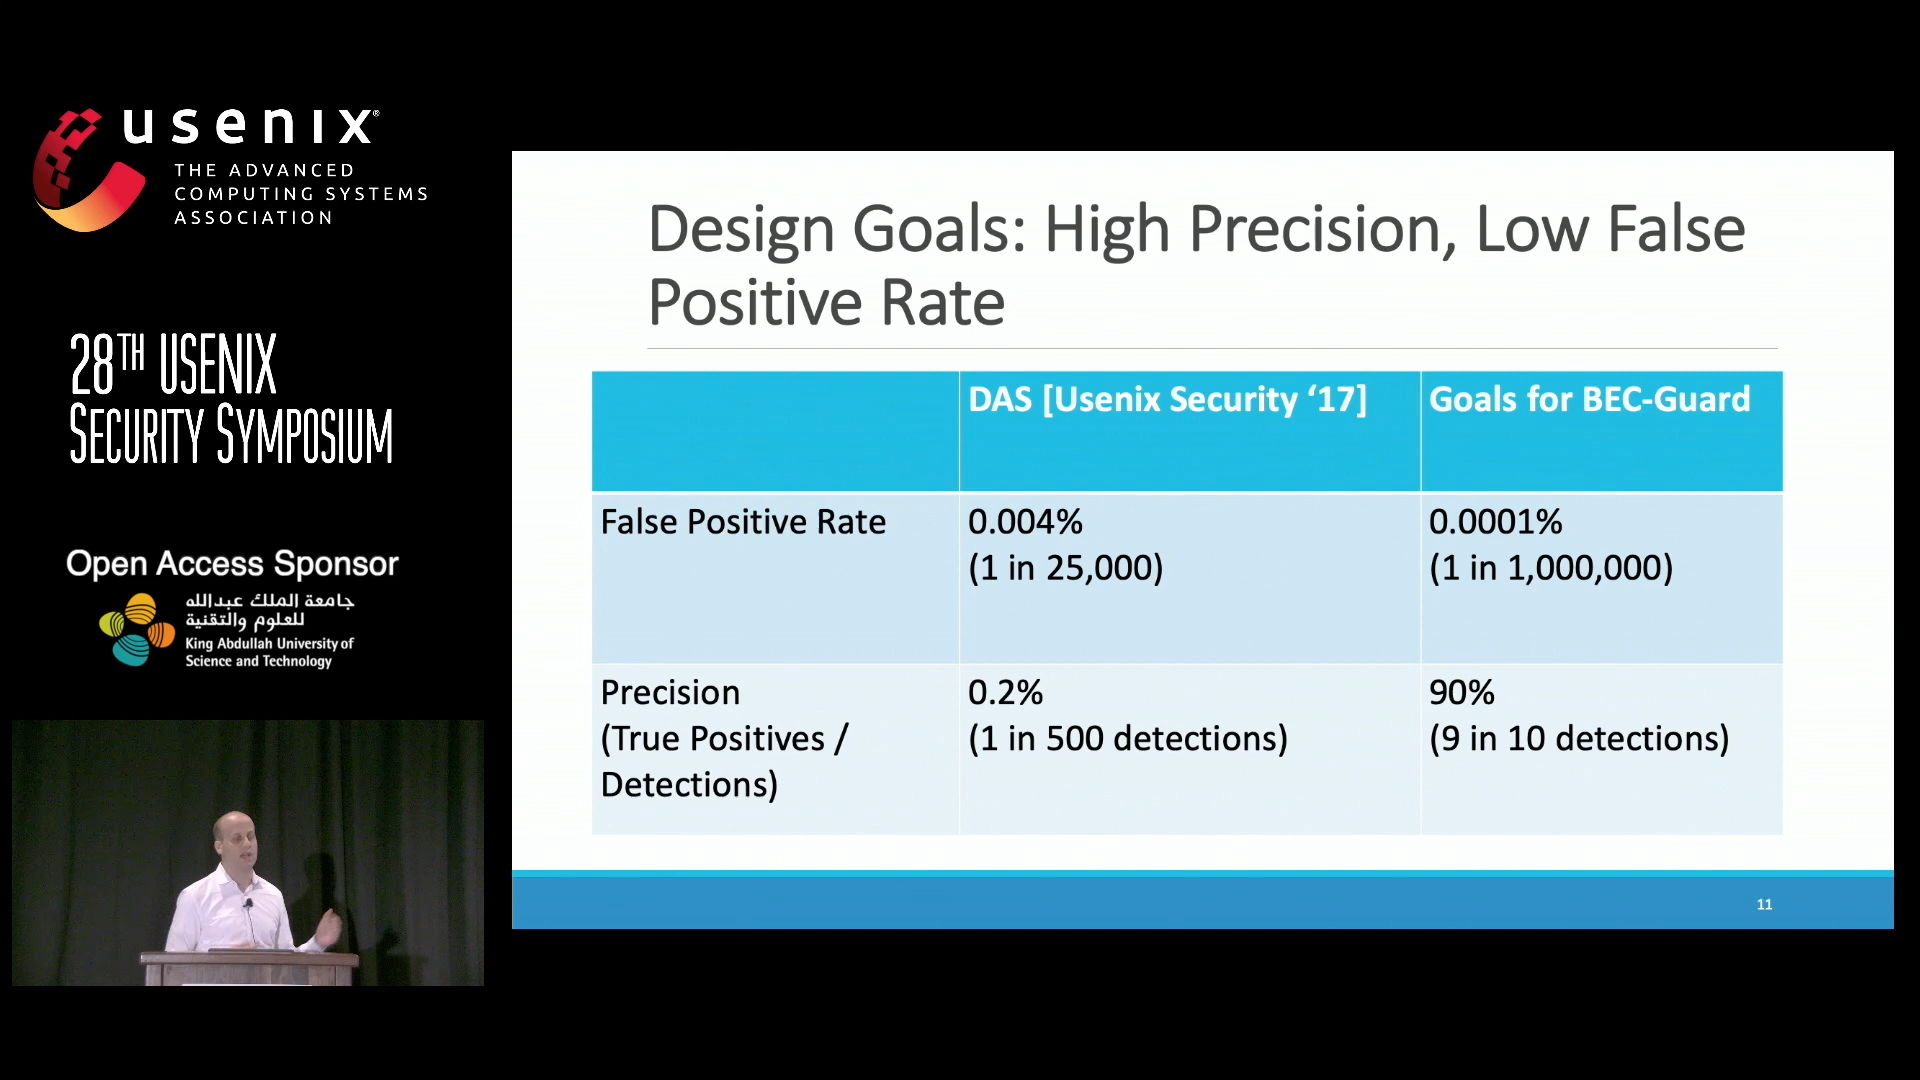 usenix®
THE ADVANCED
COMPUTING SYSTEMS
ASSOCIATION
28TH USENIX
SECURITY SYMPOSIUM
Open Access Sponsor
جامعة الملك عبدالله
للعلوم والتقنية
King Abdullah University of
Science and Technology
Design Goals: High Precision, Low False
Positive Rate
DAS [Usenix Security ‘17]
Goals for BEC-Guard
False Positive Rate
0.004%
(1 in 25,000)
0.0001%
(1 in 1,000,000)
Precision
(True Positives /
Detections)
0.2%
(1 in 500 detections)
90%
(9 in 10 detections)
11